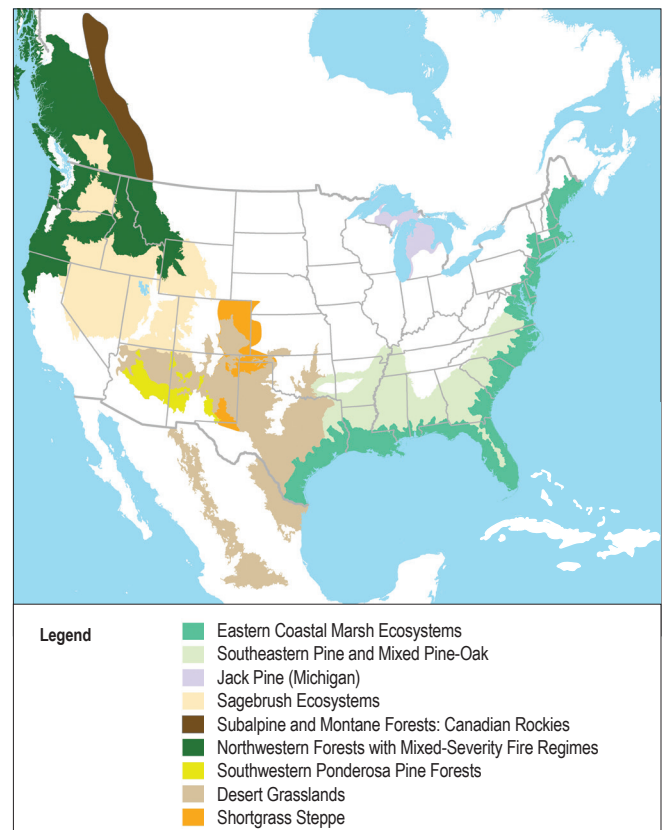 Legend
Eastern Coastal Marsh Ecosystems
Southeastern Pine and Mixed Pine-Oak
Jack Pine (Michigan)
Sagebrush Ecosystems
Subalpine and Montane Forests: Canadian Rockies
Northwestern Forests with Mixed-Severity Fire Regimes
Southwestern Ponderosa Pine Forests
Desert Grasslands
Shortgrass Steppe